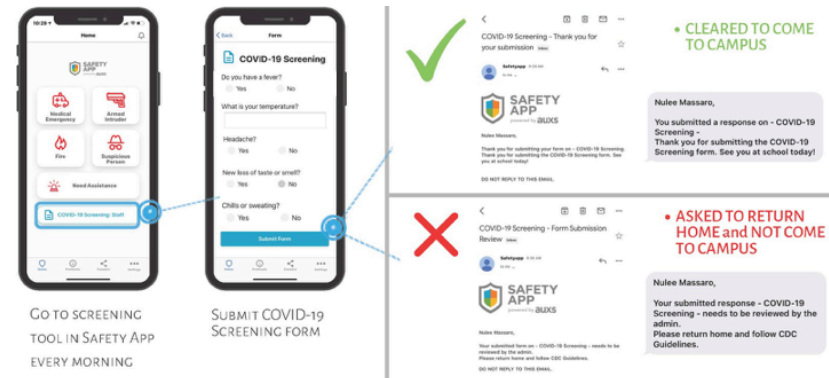 10:28
Home
SAFETY
APP
auxs
Medical
Emergency
Armed
Intruder
Fire
Suspicious
Person
Need Assistance
COVID-19 Screening: Staff
GO TO SCREENING
TOOL IN SAFETY APP
EVERY MORNING
Back
Form
COVID-19 Screening
Do you have a fever?
Yes No
What is your temperature?
Headache?
Yes No
New loss of taste or smell?
Yes No
Chills or sweating?
Yes No
Submit Form
SUBMIT COVID-19
SCREENING FORM
COVID-19 Screening - Thank you for
your submission Inbox
Safetyapp
SAFETY
APP
powered by auxs
Nulee Massaro,
Thank you for submitting your form on - COVID-19 Screening.
Thank you for submitting the COVID-19 Screening form. See
you at school today!
DO NOT REPLY TO THIS EMAIL.
• CLEARED TO COME
TO CAMPUS
Nulee Massaro,
You submitted a response on - COVID-19
Screening -
Thank you for submitting the COVID-19
Screening form. See you at school today!
COVID-19 Screening - Form Submission
Review Inbox
Safetyapp
SAFETY
APP
powered by auxs
Nulee Massaro,
Your submitted form on - COVID-19 Screening - needs to be
reviewed by the admin.
Please return home and follow CDC Guidelines.
DO NOT REPLY TO THIS EMAIL.
• ASKED TO RETURN
HOME and NOT COME
TO CAMPUS
Nulee Massaro,
Your submitted response - COVID-19
Screening - needs to be reviewed by the
admin.
Please return home and follow CDC
Guidelines.